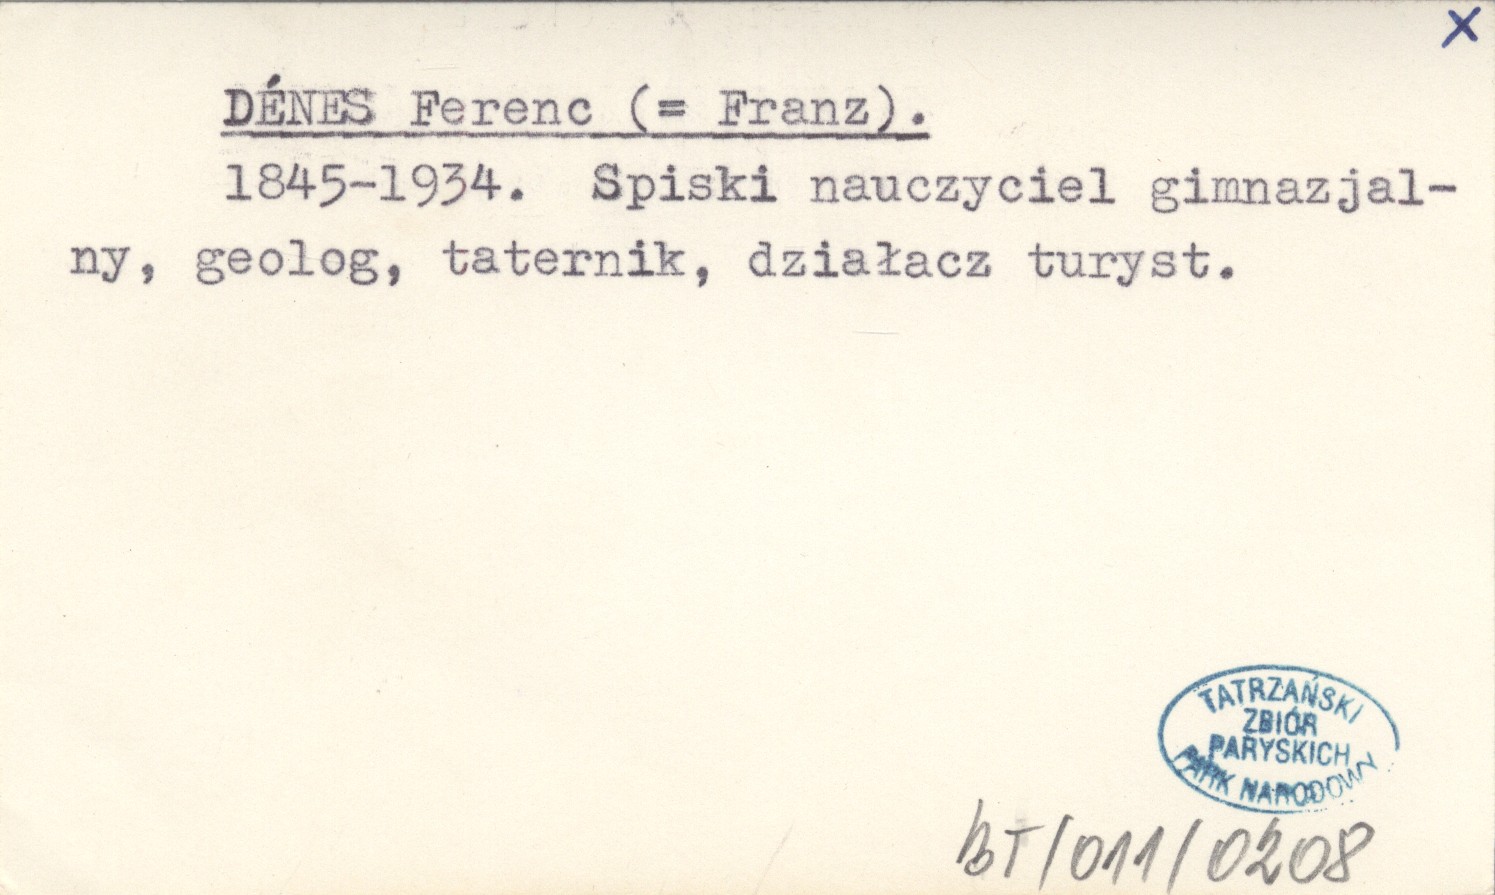 X
DÉNES Ferenc (= Franz).
1845-1934. Spiski nauczyciel gimnazjal-
ny, geolog, taternik, działacz turyst.
TATRZAŃSKI
ZBIÓR
PARYSKICH
PARK NARODOWY
BT/011/0208